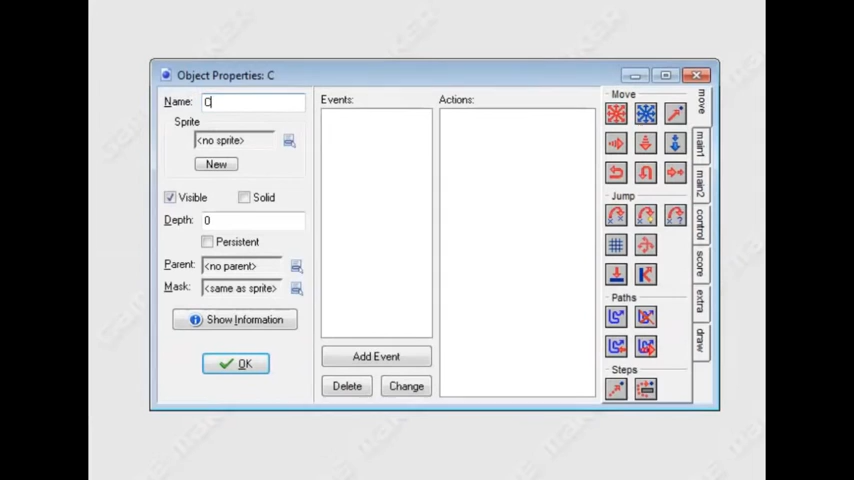 Object Properties: C
Name: C
Sprite
<no sprite>
New
Visible
Solid
Depth: 0
Persistent
Parent: <no parent>
Mask: <same as sprite>
Show Information
OK
Events:
Add Event
Delete
Change
Actions:
Move
Jump
Paths
Steps
move
main1
main2
control
score
extra
draw